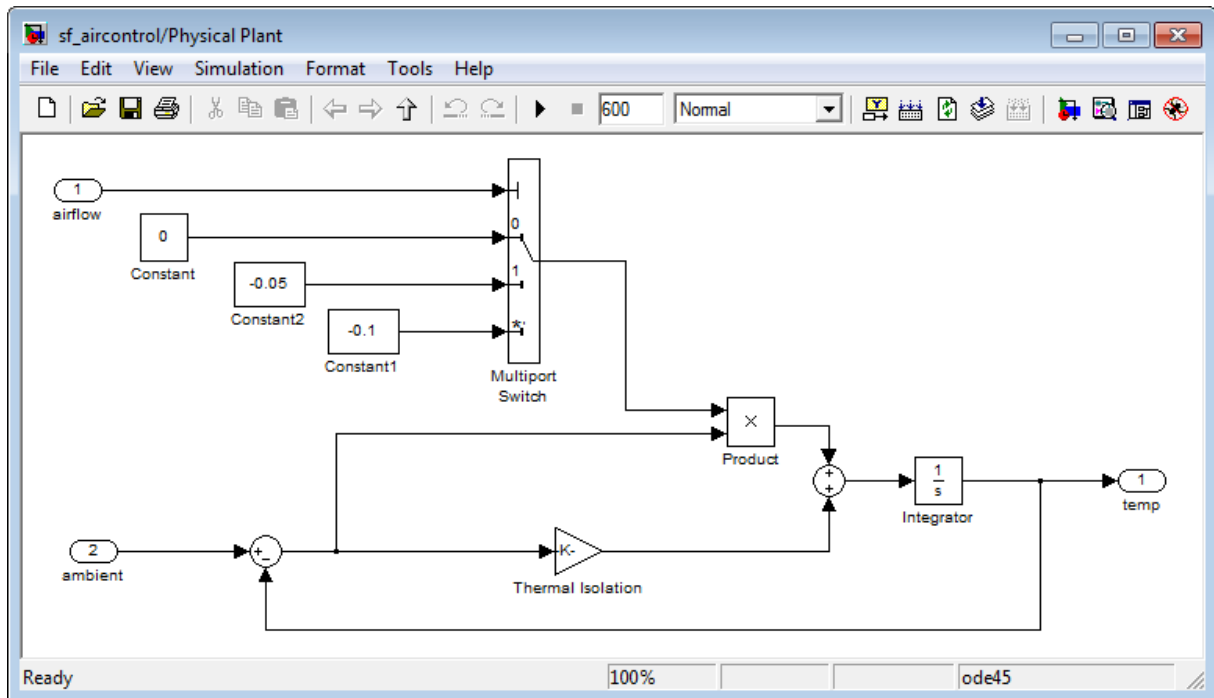 sf_aircontrol/Physical Plant
File Edit View Simulation Format Tools Help
600 Normal
1
airflow
0
Constant
-0.05
Constant2
-0.1
Constant1
0
1
*,
Multiport
Switch
×
Product
+
+
1
s
Integrator
1
temp
2
ambient
+
−
-K-
Thermal Isolation
Ready 100% ode45